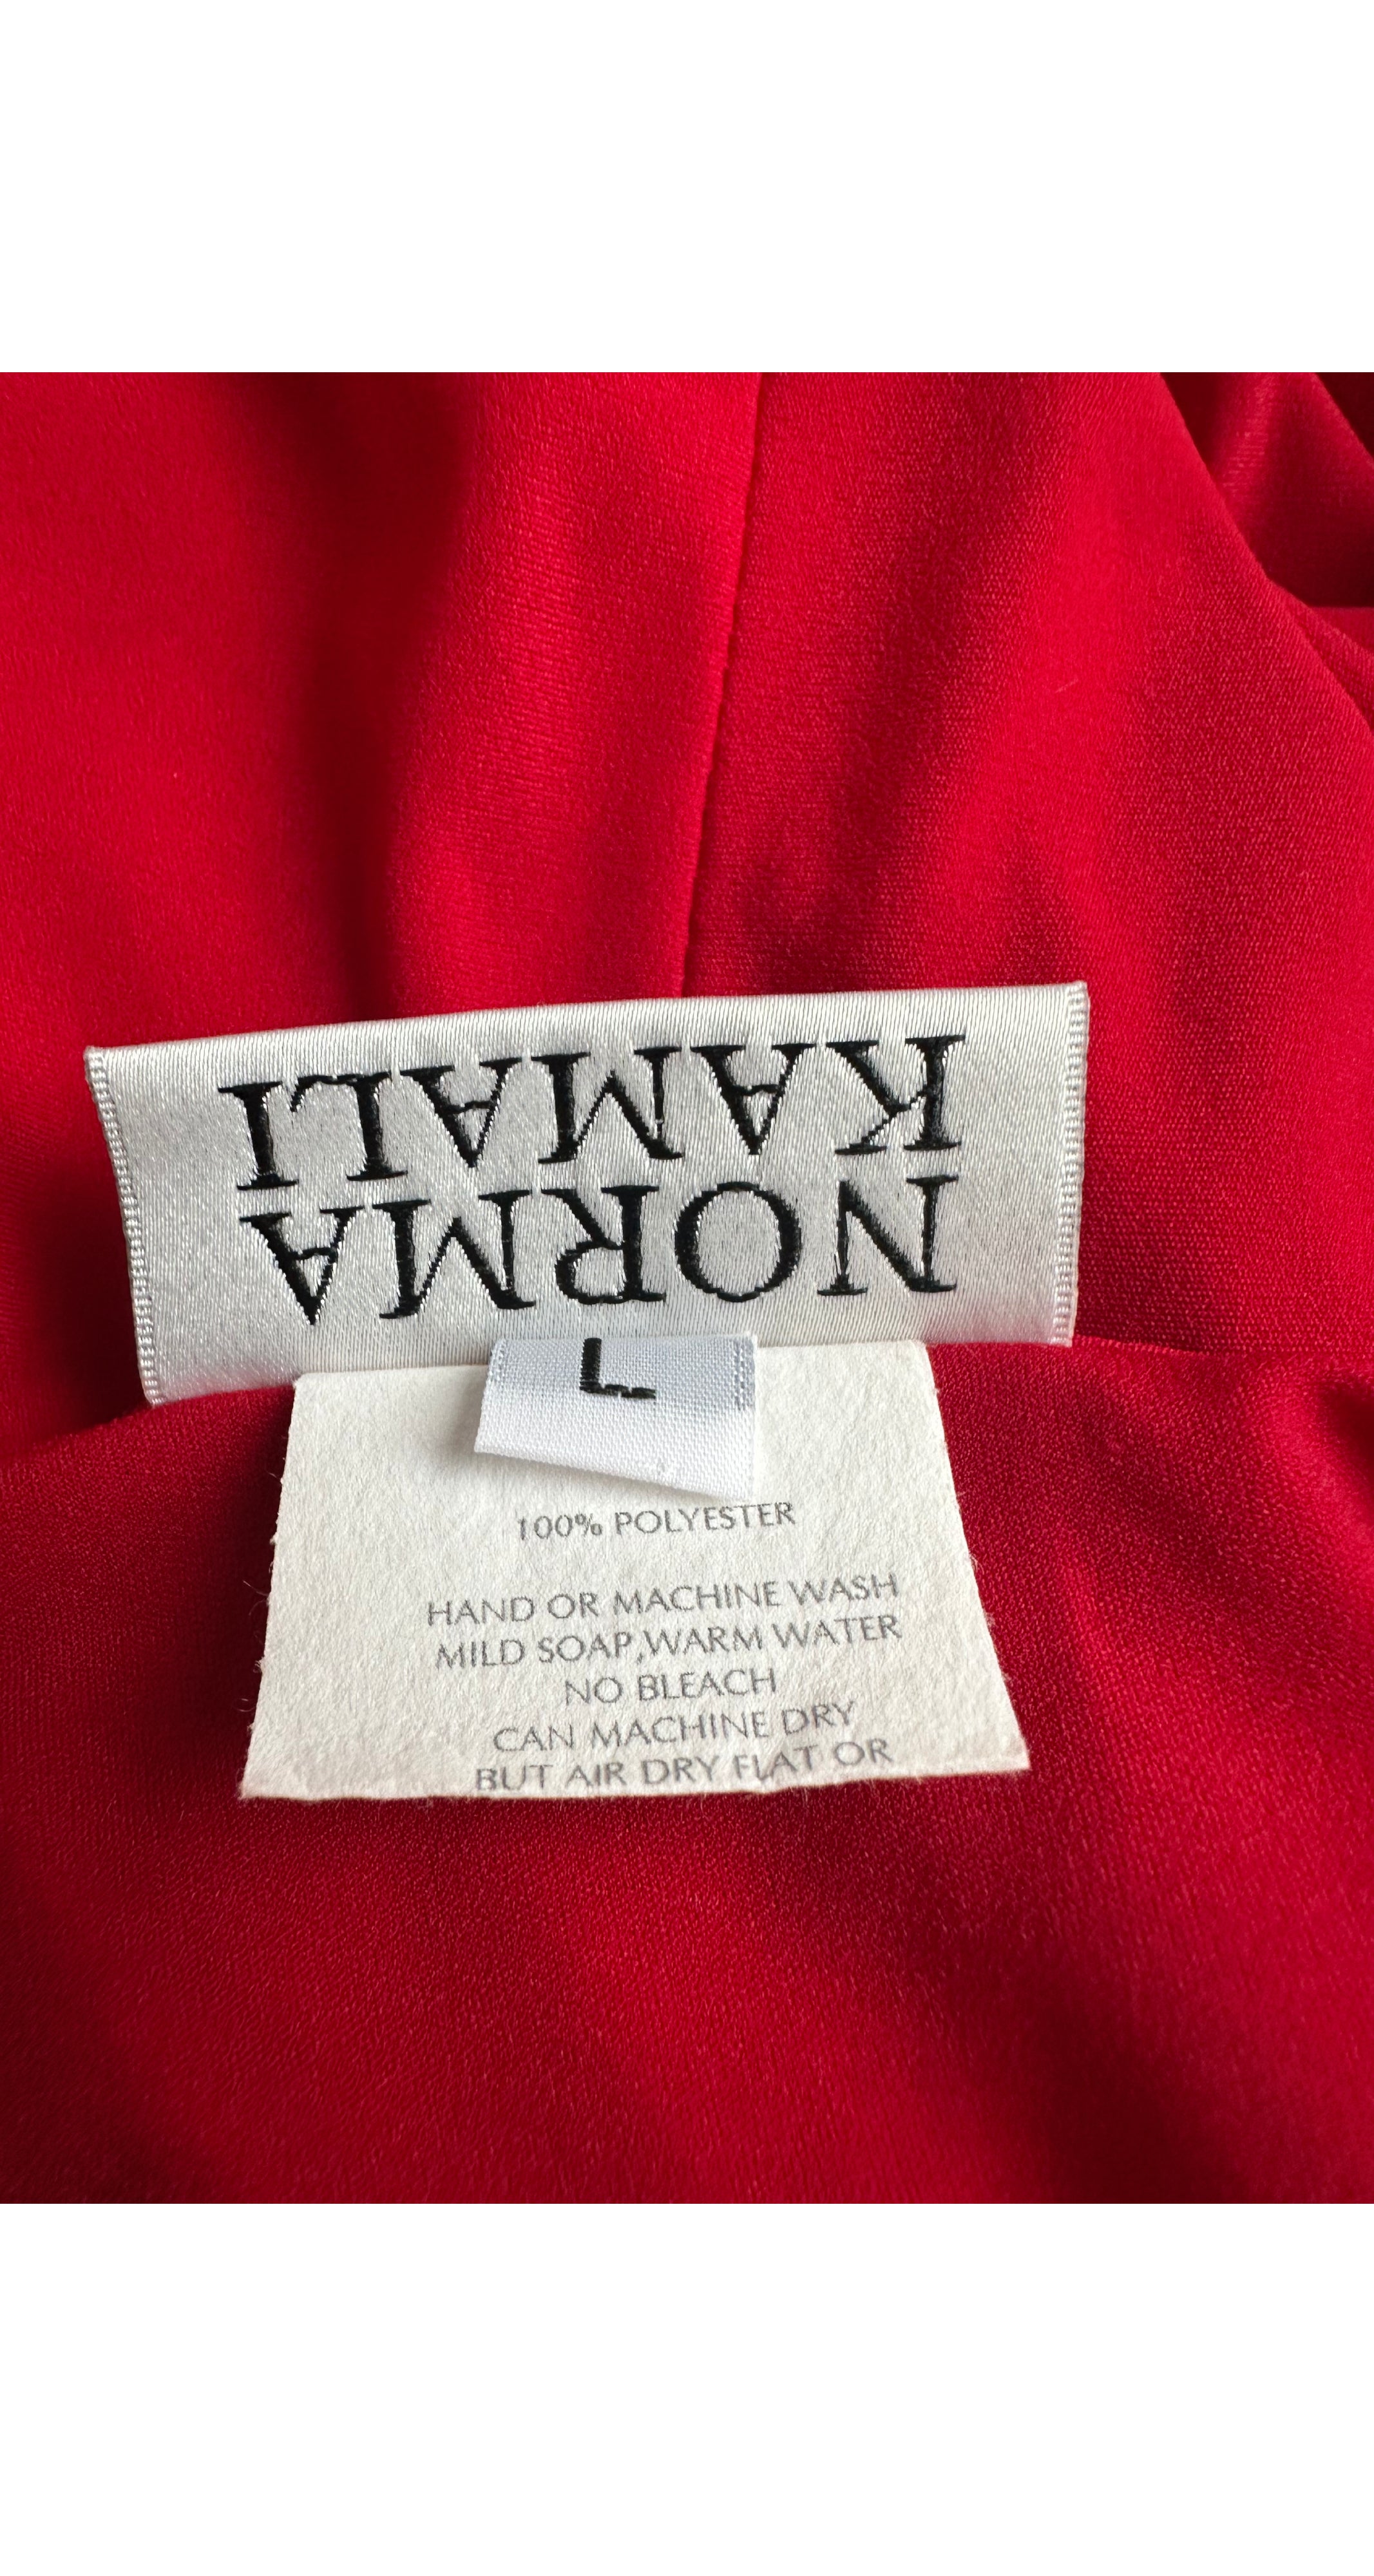 NORMA
KAMALI
L
100% POLYESTER
HAND OR MACHINE WASH
MILD SOAP,WARM WATER
NO BLEACH
CAN MACHINE DRY
BUT AIR DRY FLAT OR